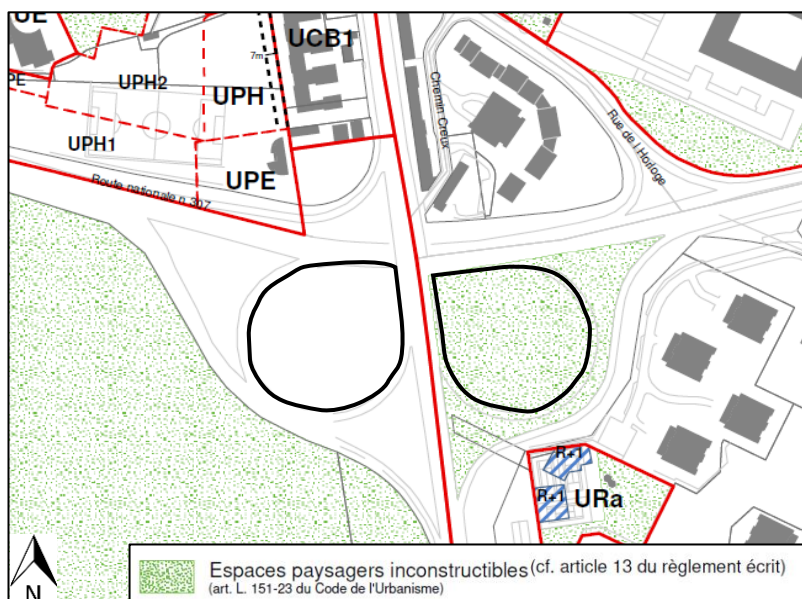 UE
UCB1
7m
PE
UPH2
UPH
UPH1
UPE
Chemin Creux
Rue de l Horloge
Route nationale n 307
R+1
R+1
URa
Espaces paysagers inconstructibles (cf. article 13 du règlement écrit)
(art. L. 151-23 du Code de l'Urbanisme)
N